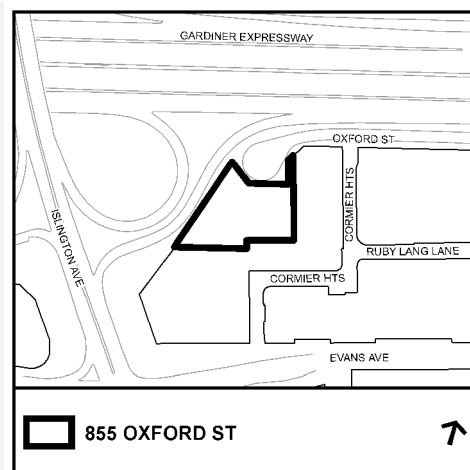 GARDINER EXPRESSWAY
OXFORD ST
CORMIER HTS
ISLINGTON AVE
RUBY LANG LANE
CORMIER HTS
EVANS AVE
855 OXFORD ST